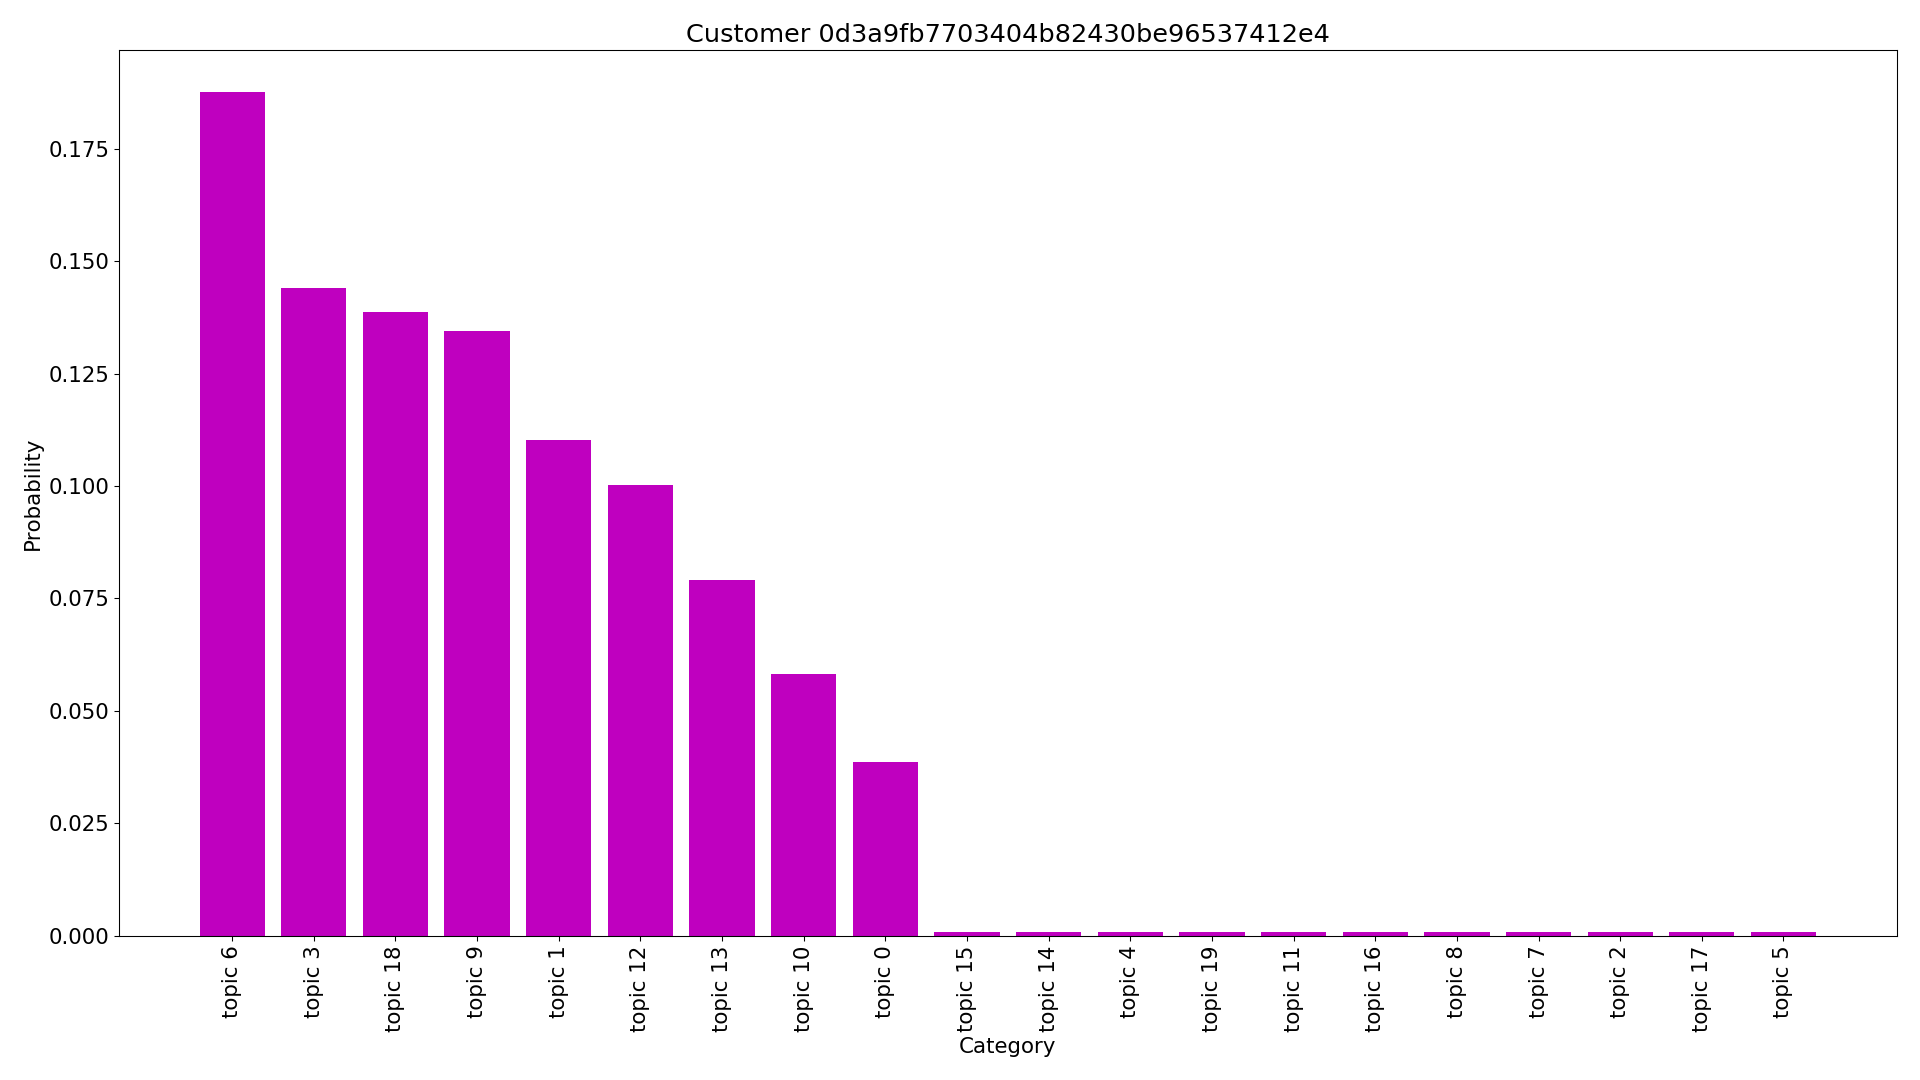 Customer 0d3a9fb7703404b82430be96537412e4
Probability
0.175
0.150
0.125
0.100
0.075
0.050
0.025
0.000
topic 6
topic 3
topic 18
topic 9
topic 1
topic 12
topic 13
topic 10
topic 0
topic 15
topic 14
topic 4
topic 19
topic 11
topic 16
topic 8
topic 7
topic 2
topic 17
topic 5
Category